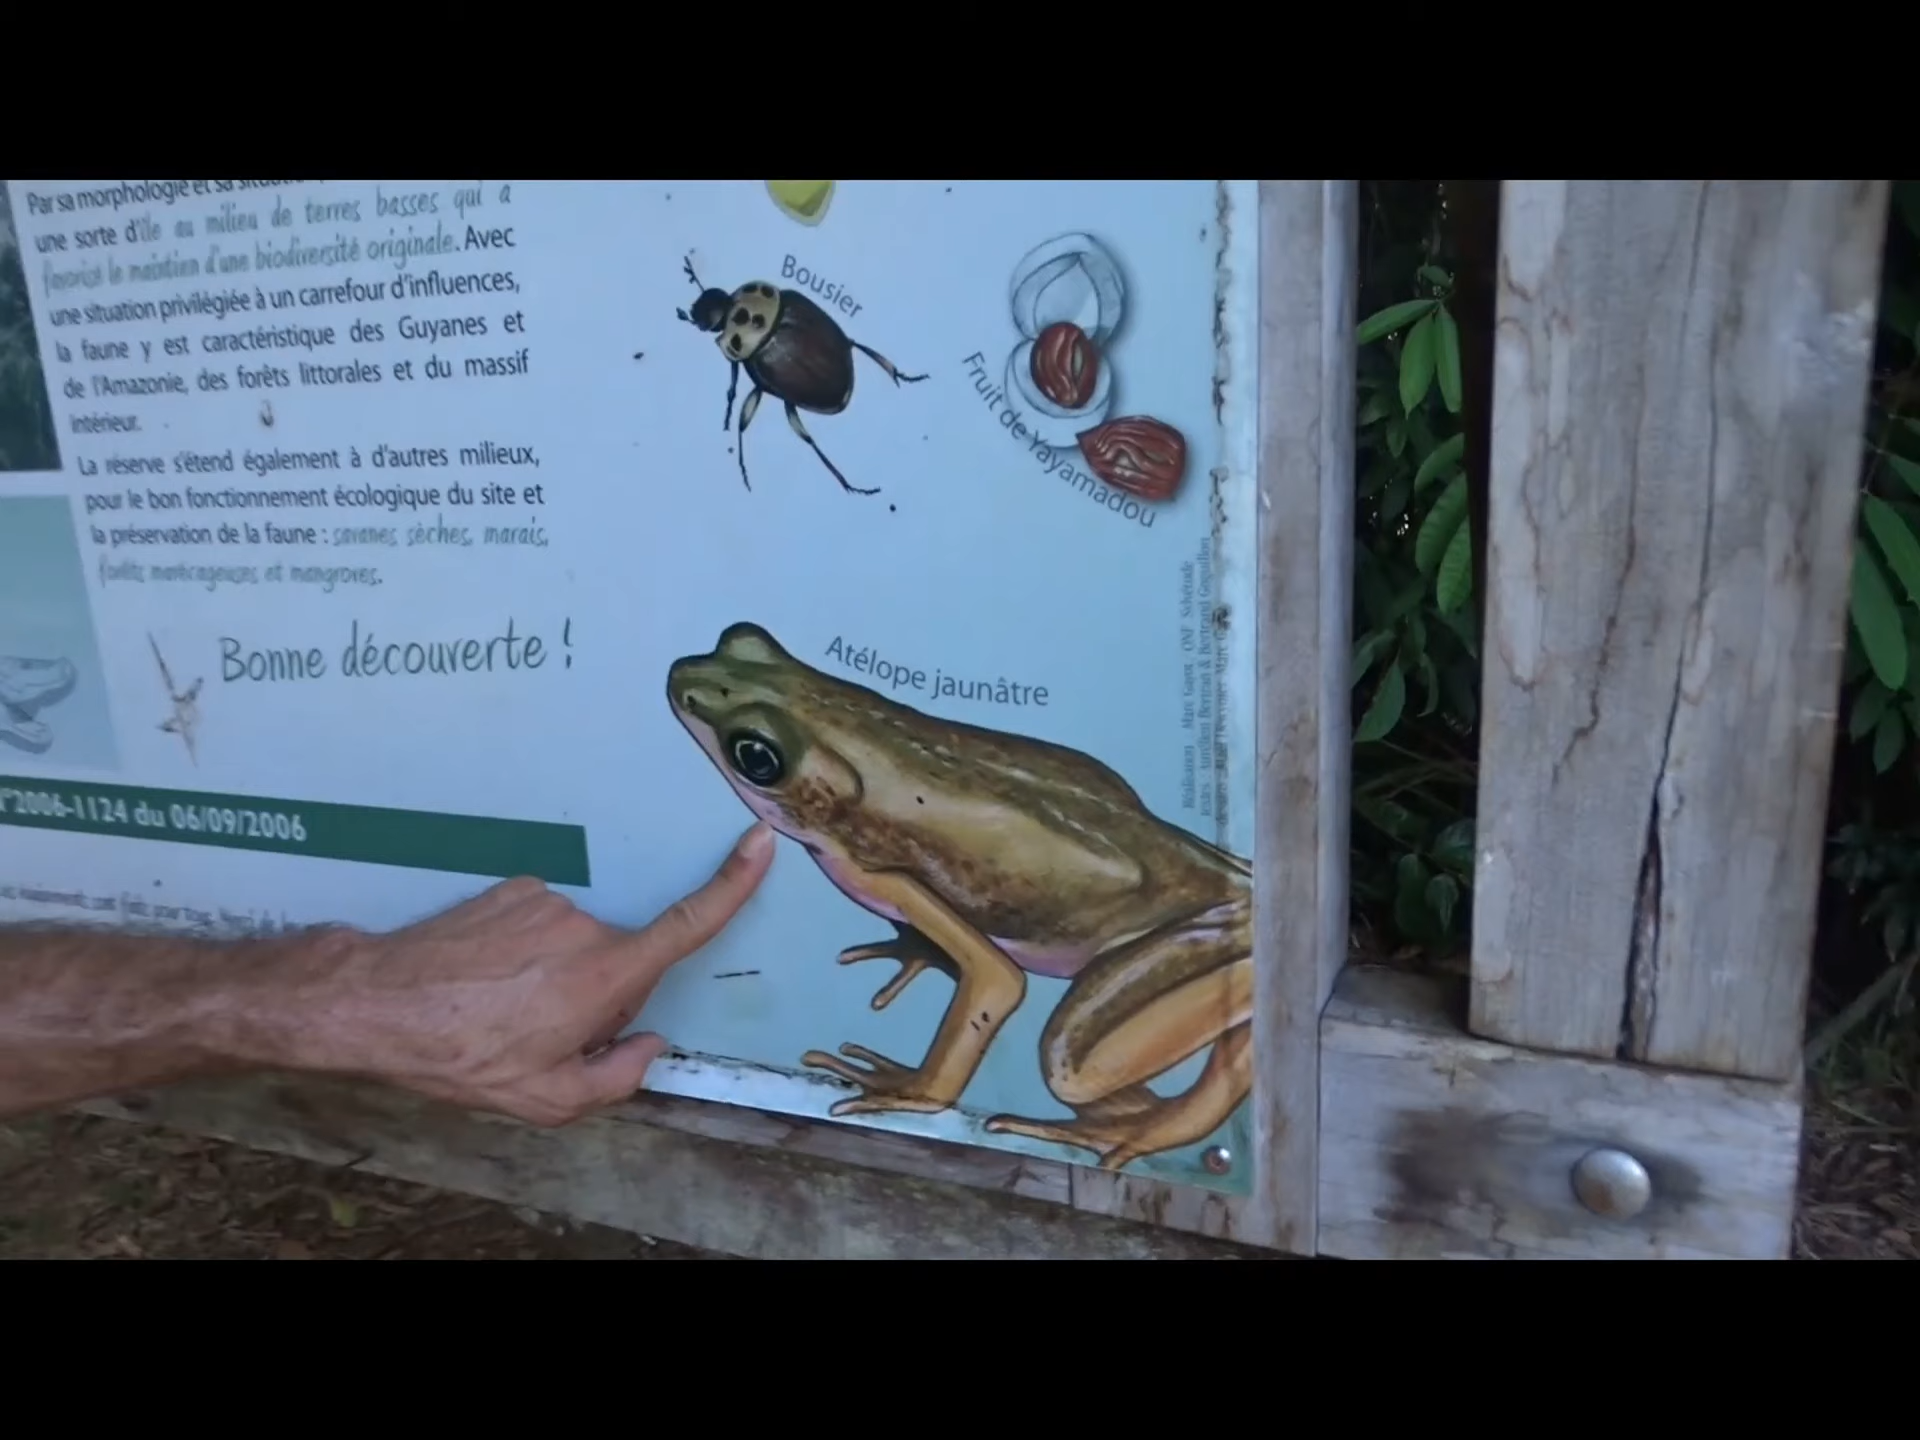 Par sa morphologie et sa
une sorte d'île au milieu de terres basses qui a
favorisé le maintien d'une biodiversité originale. Avec
une situation privilégiée à un carrefour d'influences,
la faune y est caractéristique des Guyanes et
de l'Amazonie, des forêts littorales et du massif
intérieur.
La réserve s'étend également à d'autres milieux,
pour le bon fonctionnement écologique du site et
la préservation de la faune : savanes sèches, marais,
forêts marécageuses et mangroves.
Bonne découverte !
2006-1124 du 06/09/2006
Bousier
Fruit de Yayamadou
Atélope jaunâtre